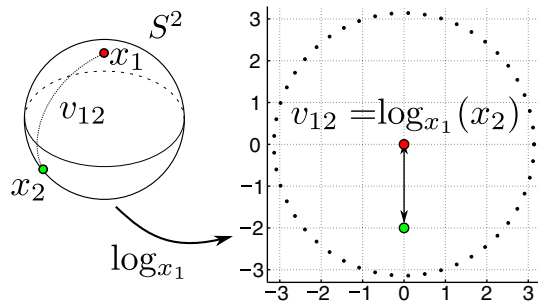 S²
x₁
v₁₂
x₂
log_{x₁}
3
2
1
0
−1
−2
−3
v₁₂ = log_{x₁}(x₂)
−3 −2 −1 0 1 2 3